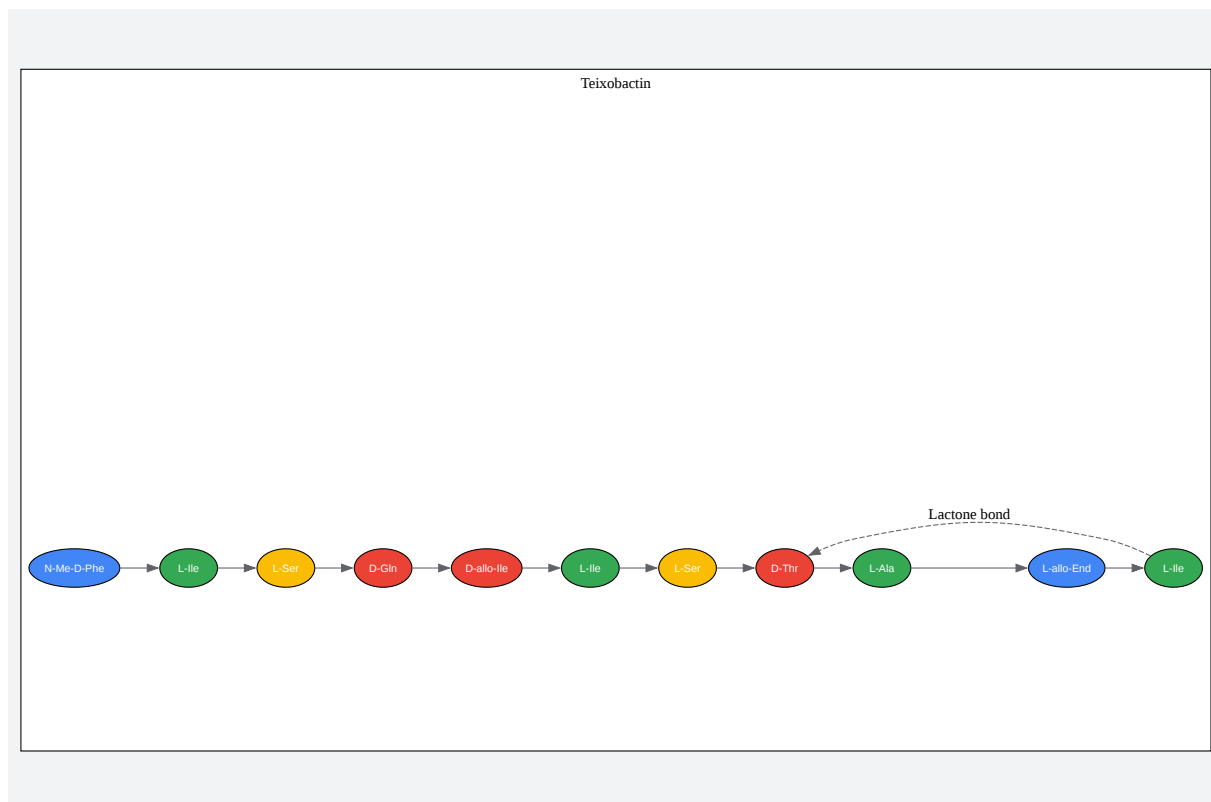 Teixobactin
Lactone bond
N-Me-D-Phe
L-Ile
L-Ser
D-Gln
D-allo-Ile
L-Ile
L-Ser
D-Thr
L-Ala
L-allo-End
L-Ile